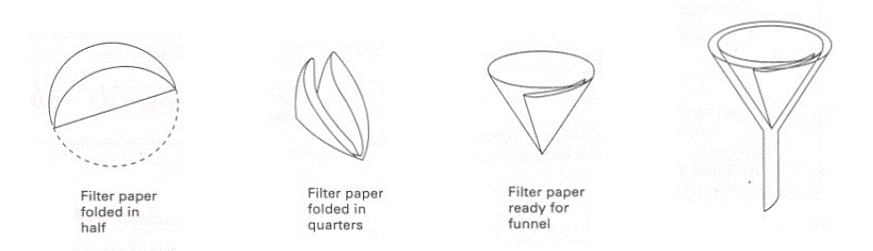 Filter paper
folded in
half
Filter paper
folded in
quarters
Filter paper
ready for
funnel